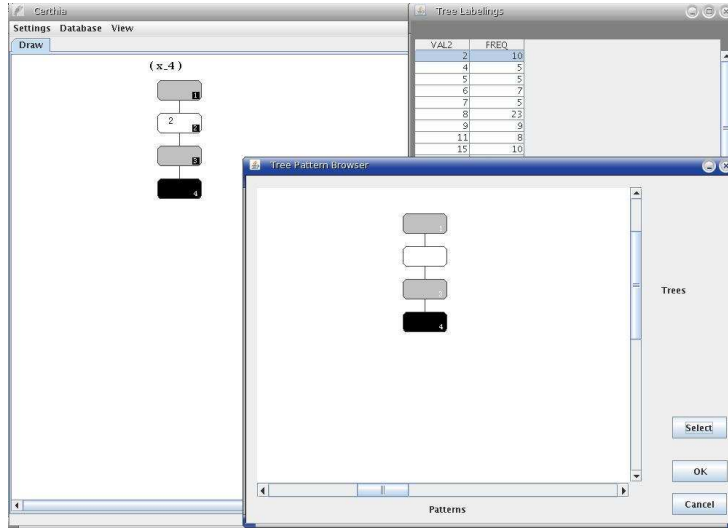 Certhia
Settings Database View
Draw
( x_4 )
1
2
2
3
4
Tree Labelings
VAL2 FREQ
2 10
4 5
5 5
6 7
7 5
8 23
9 9
11 8
15 10
Tree Pattern Browser
1
3
4
Trees
Select
OK
Cancel
Patterns